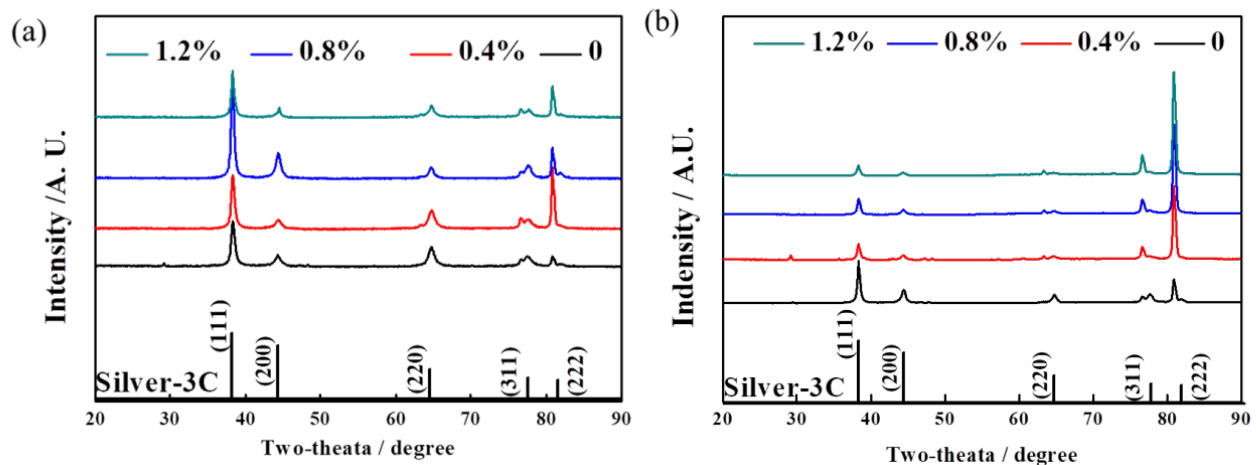 (a)
1.2% 0.8% 0.4% 0
Intensity /A. U.
(111)
(200)
(220)
(311)
(222)
Silver-3C
20 30 40 50 60 70 80 90
Two-theata / degree
(b)
1.2% 0.8% 0.4% 0
Indensity / A.U.
(111)
(200)
(220)
(311)
(222)
Silver-3C
20 30 40 50 60 70 80 90
Two-theata / degree